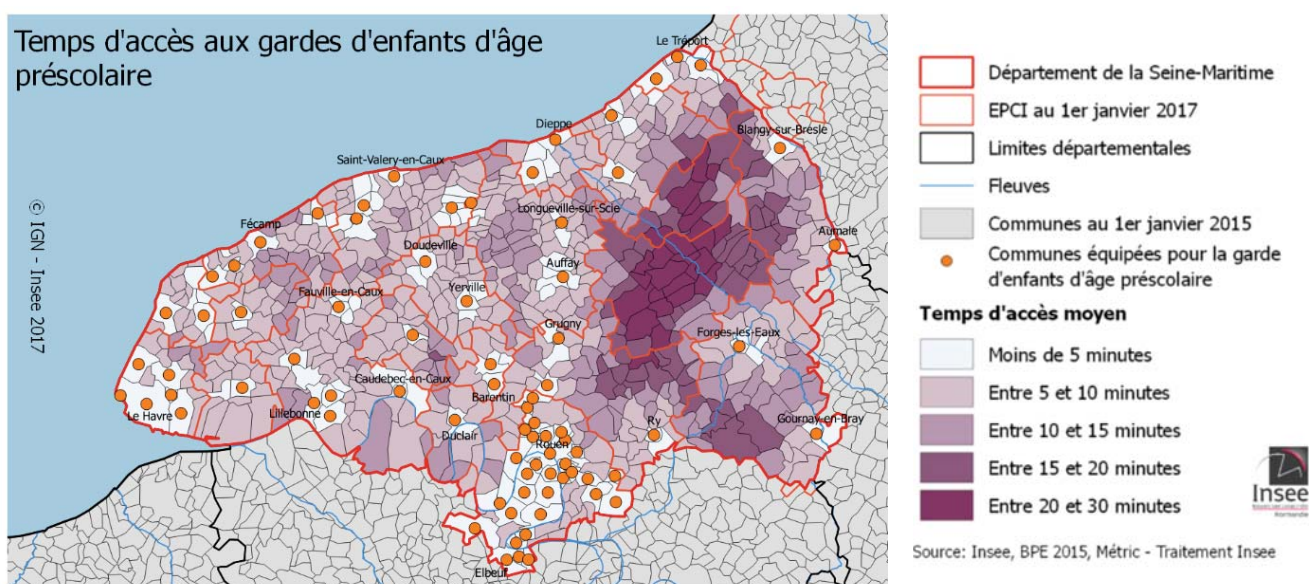 Temps d'accès aux gardes d'enfants d'âge
préscolaire
© IGN - Insee 2017
Le Tréport
Dieppe
Blangy-sur-Bresle
Saint-Valery-en-Caux
Longueville-sur-Scie
Fécamp
Aumale
Doudeville
Auffay
Fauville-en-Caux
Yerville
Grugny
Forges-les-Eaux
Caudebec-en-Caux
Barentin
Le Havre
Lillebonne
Ry
Gournay-en-Bray
Duclair
Rouen
Elbeuf
Département de la Seine-Maritime
EPCI au 1er janvier 2017
Limites départementales
Fleuves
Communes au 1er janvier 2015
Communes équipées pour la garde
d'enfants d'âge préscolaire
Temps d'accès moyen
Moins de 5 minutes
Entre 5 et 10 minutes
Entre 10 et 15 minutes
Entre 15 et 20 minutes
Entre 20 et 30 minutes
Insee
Normandie
Source: Insee, BPE 2015, Métric - Traitement Insee